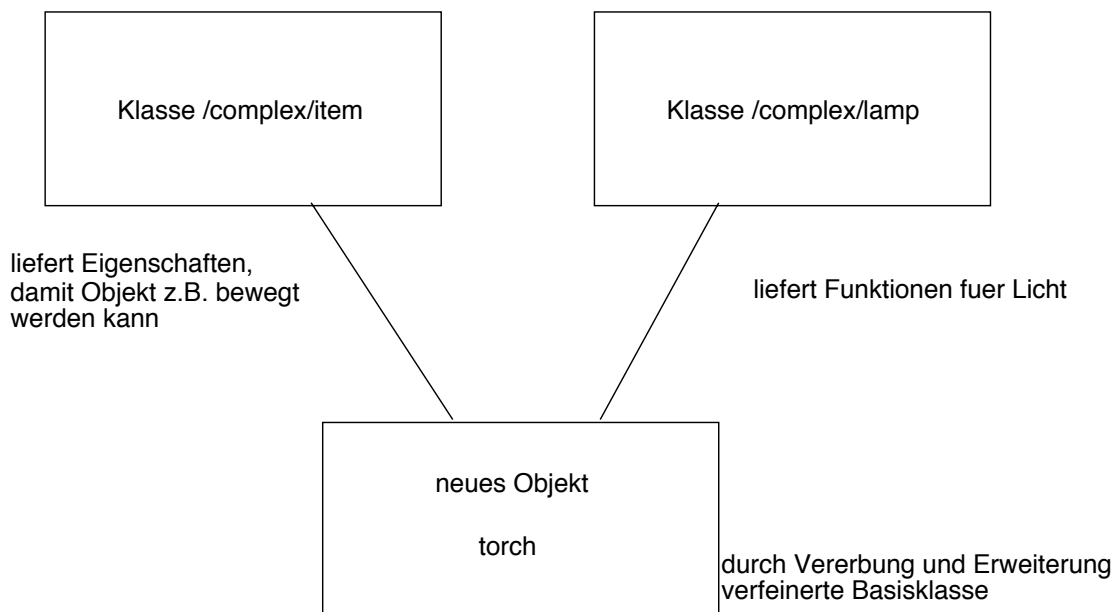 Klasse /complex/item
Klasse /complex/lamp
liefert Eigenschaften,
damit Objekt z.B. bewegt
werden kann
liefert Funktionen fuer Licht
neues Objekt
torch
durch Vererbung und Erweiterung
verfeinerte Basisklasse